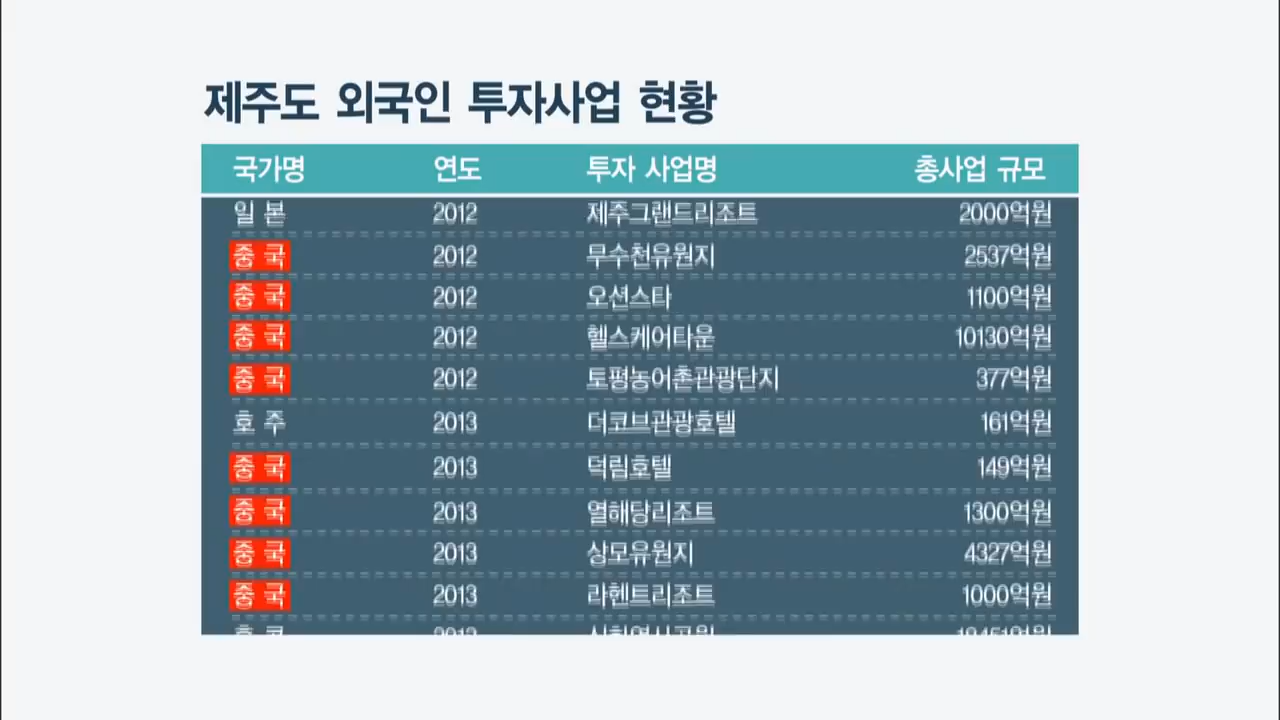 제주도 외국인 투자사업 현황
국가명 연도 투자 사업명 총사업 규모
일 본 2012 제주그랜드리조트 2000억원
중 국 2012 무수천유원지 2537억원
중 국 2012 오션스타 1100억원
중 국 2012 헬스케어타운 10130억원
중 국 2012 토평농어촌관광단지 377억원
호 주 2013 더코브관광호텔 161억원
중 국 2013 덕림호텔 149억원
중 국 2013 열해당리조트 1300억원
중 국 2013 상모유원지 4327억원
중 국 2013 라헨트리조트 1000억원
2013